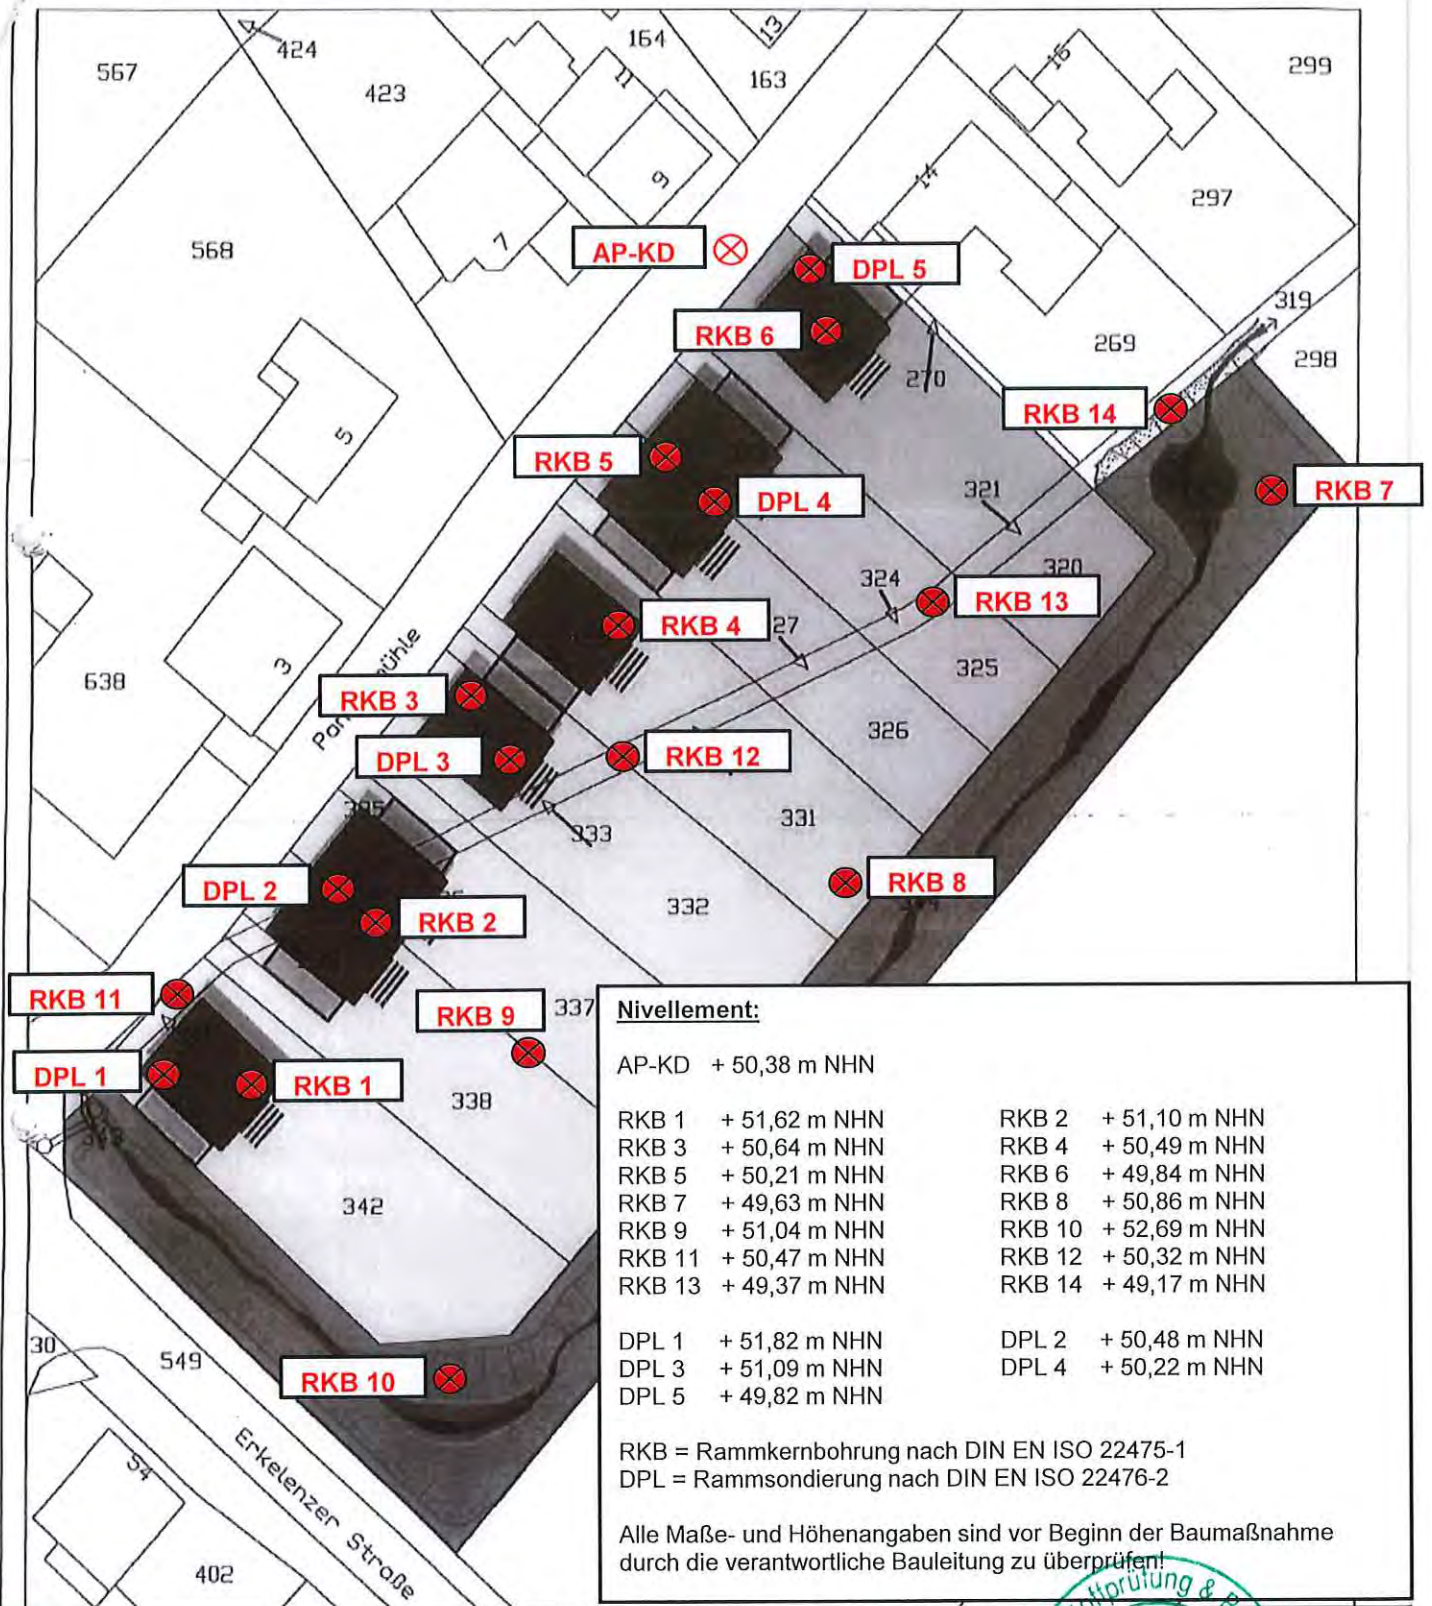 567
424
423
164
13
163
299
11
16
9
14
297
568
7
AP-KD
DPL 5
319
RKB 6
269
298
270
RKB 14
5
RKB 5
DPL 4
321
RKB 7
324
320
RKB 13
RKB 4
27
325
638
3
RKB 3
326
DPL 3
RKB 12
333
331
DPL 2
RKB 8
332
RKB 2
RKB 11
RKB 9
337
DPL 1
RKB 1
338
343
342
30
549
RKB 10
54
Erkelenzer Straße
402
Nivellement:
AP-KD + 50,38 m NHN
RKB 1 + 51,62 m NHN RKB 2 + 51,10 m NHN
RKB 3 + 50,64 m NHN RKB 4 + 50,49 m NHN
RKB 5 + 50,21 m NHN RKB 6 + 49,84 m NHN
RKB 7 + 49,63 m NHN RKB 8 + 50,86 m NHN
RKB 9 + 51,04 m NHN RKB 10 + 52,69 m NHN
RKB 11 + 50,47 m NHN RKB 12 + 50,32 m NHN
RKB 13 + 49,37 m NHN RKB 14 + 49,17 m NHN
DPL 1 + 51,82 m NHN DPL 2 + 50,48 m NHN
DPL 3 + 51,09 m NHN DPL 4 + 50,22 m NHN
DPL 5 + 49,82 m NHN
RKB = Rammkernbohrung nach DIN EN ISO 22475-1
DPL = Rammsondierung nach DIN EN ISO 22476-2
Alle Maße- und Höhenangaben sind vor Beginn der Baumaßnahme
durch die verantwortliche Bauleitung zu überprüfen!